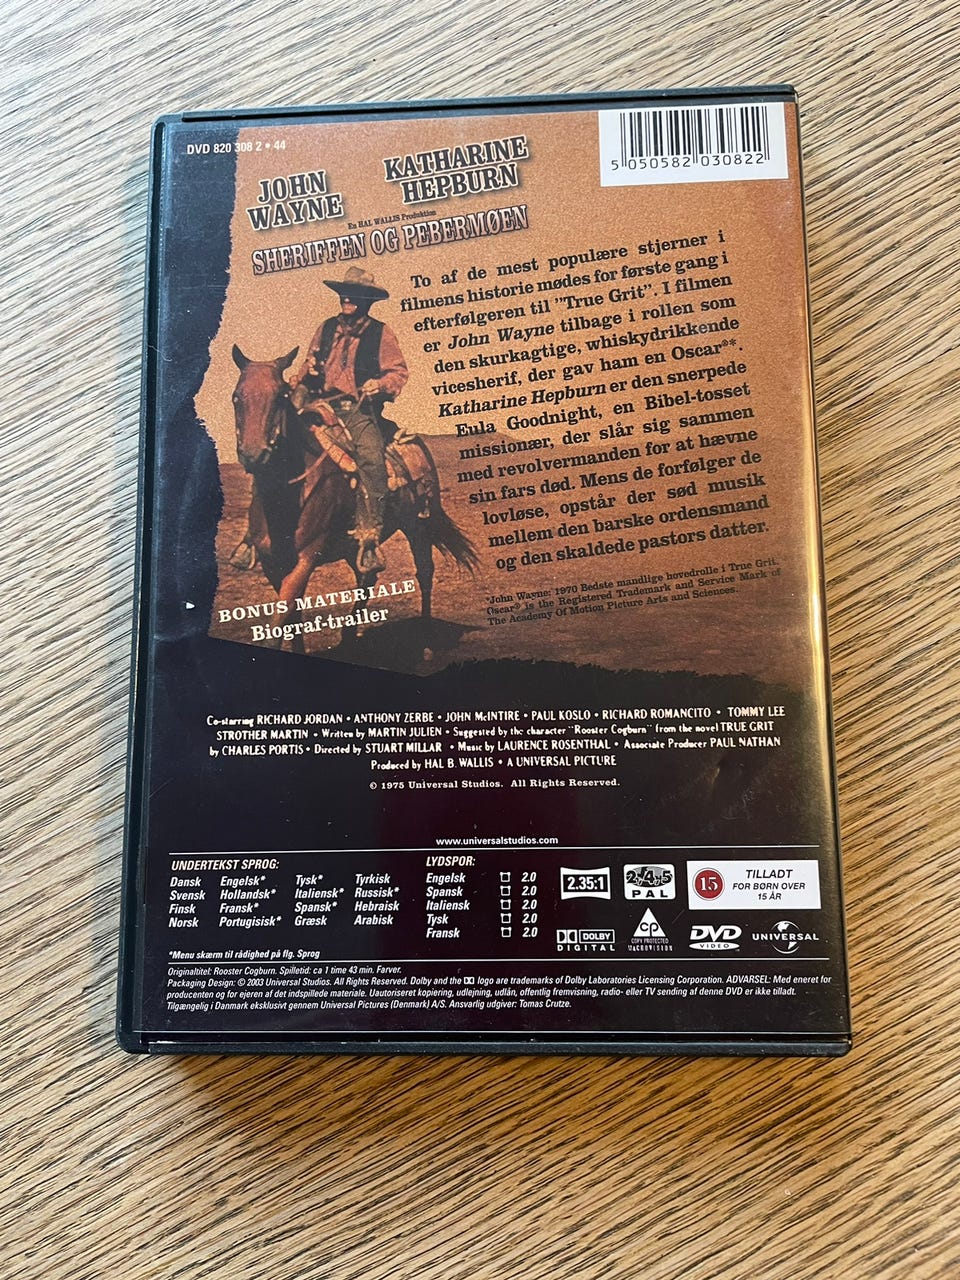 DVD 820 308 2 • 44
5 050582 030822
JOHN
WAYNE
KATHARINE
HEPBURN
En HAL WALLIS Produktion
SHERIFFEN OG PEBERMØEN
To af de mest populære stjerner i
filmens historie mødes for første gang i
efterfølgeren til "True Grit". I filmen
er John Wayne tilbage i rollen som
den skurkagtige, whiskydrikkende
vicesherif, der gav ham en Oscar®*.
Katharine Hepburn er den snerpede
Eula Goodnight, en Bibel-tosset
missionær, der slår sig sammen
med revolvermanden for at hævne
sin fars død. Mens de forfølger de
lovløse, opstår der sød musik
mellem den barske ordensmand
og den skaldede pastors datter.
*John Wayne: 1970 Bedste mandlige hovedrolle i True Grit.
Oscar® is the Registered Trademark and Service Mark of
The Academy Of Motion Picture Arts and Sciences.
BONUS MATERIALE
Biograf-trailer
Co-starring RICHARD JORDAN • ANTHONY ZERBE • JOHN McINTIRE • PAUL KOSLO • RICHARD ROMANCITO • TOMMY LEE
STROTHER MARTIN • Written by MARTIN JULIEN • Suggested by the character "Rooster Cogburn" from the novel TRUE GRIT
by CHARLES PORTIS • Directed by STUART MILLAR • Music by LAURENCE ROSENTHAL • Associate Producer PAUL NATHAN
Produced by HAL B. WALLIS • A UNIVERSAL PICTURE
© 1975 Universal Studios. All Rights Reserved.
www.universalstudios.com
UNDERTEKST SPROG:
Dansk Engelsk* Tysk* Tyrkisk
Svensk Hollandsk* Italiensk* Russisk*
Finsk Fransk* Spansk* Hebraisk
Norsk Portugisisk* Græsk Arabisk
*Menu skærm til rådighed på flg. Sprog
LYDSPOR:
Engelsk 2.0
Spansk 2.0
Italiensk 2.0
Tysk 2.0
Fransk 2.0
2.35:1
2•4•5
PAL
15
TILLADT
FOR BØRN OVER
15 ÅR
DOLBY
DIGITAL
CP
COPY PROTECTED
MACROVISION
DVD
VIDEO
UNIVERSAL
Originaltitel: Rooster Cogburn. Spilletid: ca 1 time 43 min. Farver.
Packaging Design: © 2003 Universal Studios. All Rights Reserved. Dolby and the logo are trademarks of Dolby Laboratories Licensing Corporation. ADVARSEL: Med eneret for
producenten og for ejeren af det indspillede materiale. Uautoriseret kopiering, udlejning, udlån, offentlig fremvisning, radio- eller TV sending af denne DVD er ikke tilladt.
Tilgængelig i Danmark eksklusivt gennem Universal Pictures (Denmark) A/S. Ansvarlig udgiver: Tomas Crutze.